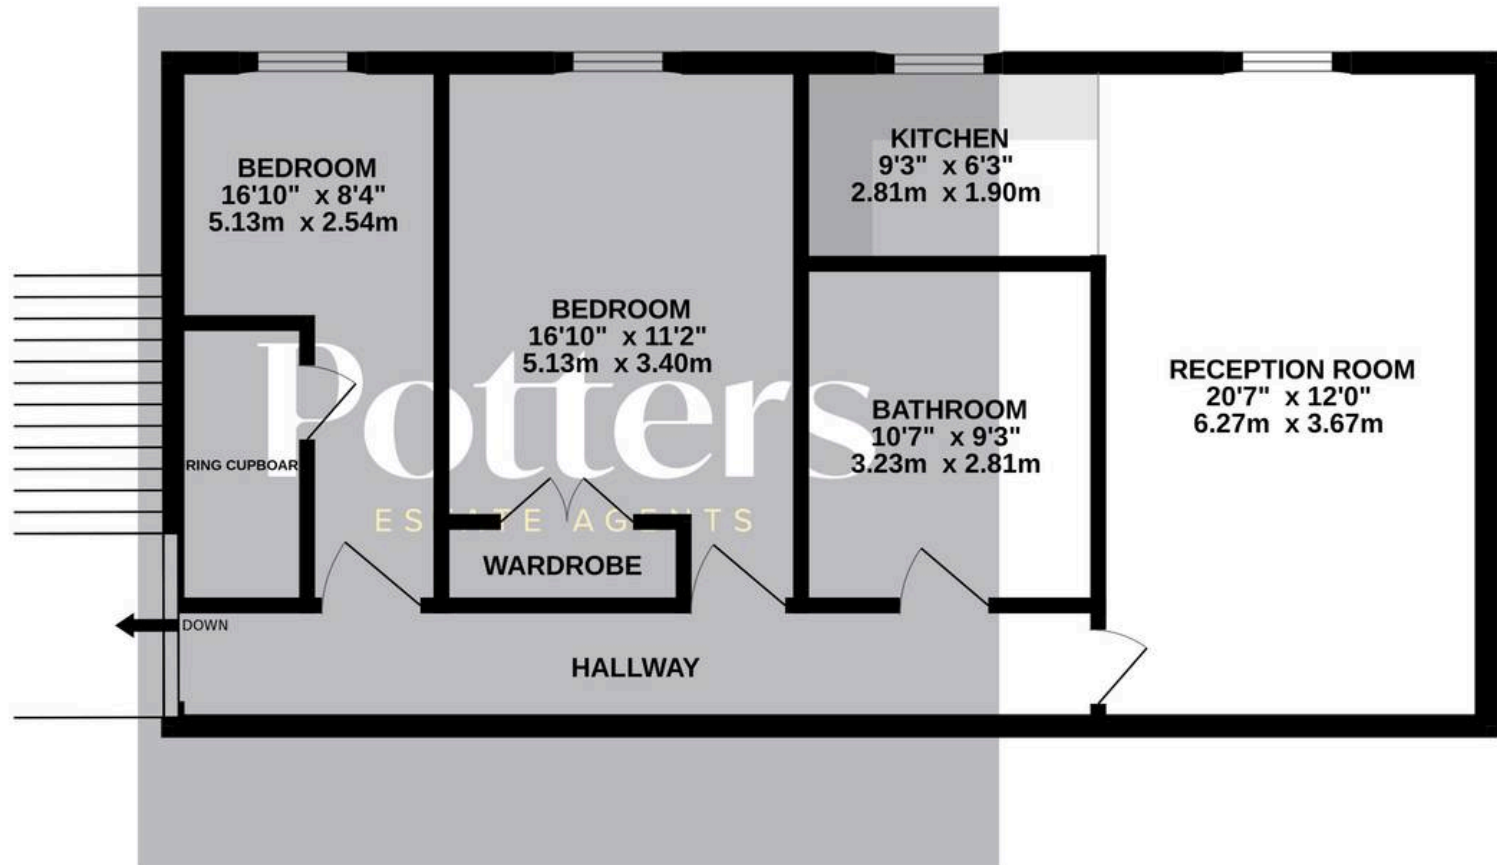 BEDROOM
16'10" x 8'4"
5.13m x 2.54m
BEDROOM
16'10" x 11'2"
5.13m x 3.40m
KITCHEN
9'3" x 6'3"
2.81m x 1.90m
BATHROOM
10'7" x 9'3"
3.23m x 2.81m
RECEPTION ROOM
20'7" x 12'0"
6.27m x 3.67m
RING CUPBOAR
WARDROBE
DOWN
HALLWAY
Potters
ESTATE AGENTS